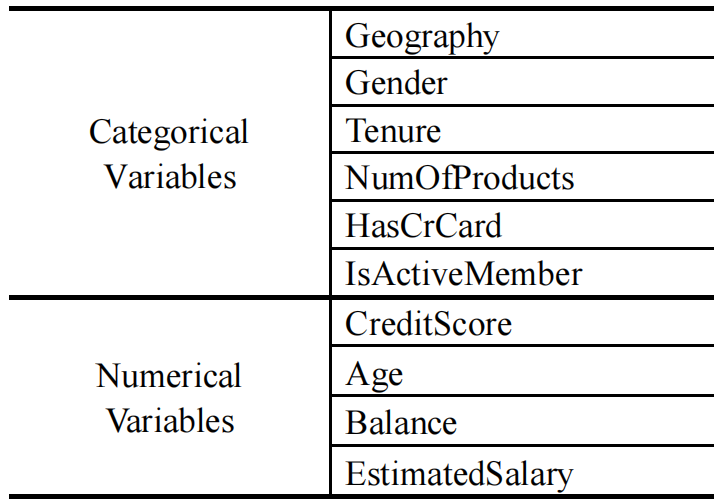 Categorical
Variables
Geography
Gender
Tenure
NumOfProducts
HasCrCard
IsActiveMember
Numerical
Variables
CreditScore
Age
Balance
EstimatedSalary